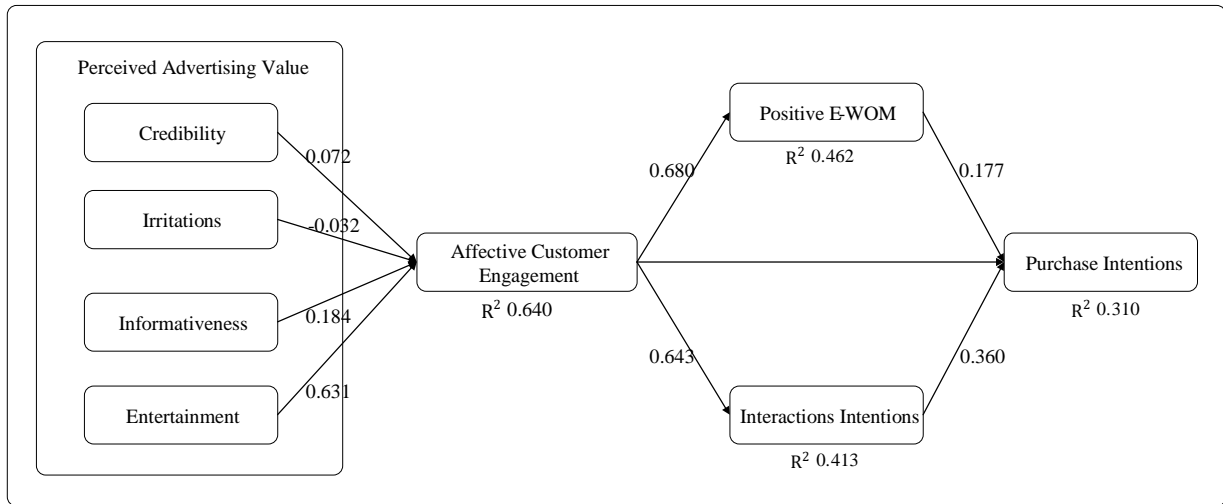 Perceived Advertising Value
Credibility
0.072
Irritations
-0.032
Informativeness
0.184
Entertainment
0.631
Affective Customer
Engagement
R² 0.640
0.680
0.643
Positive E-WOM
R² 0.462
0.177
Interactions Intentions
R² 0.413
0.360
Purchase Intentions
R² 0.310